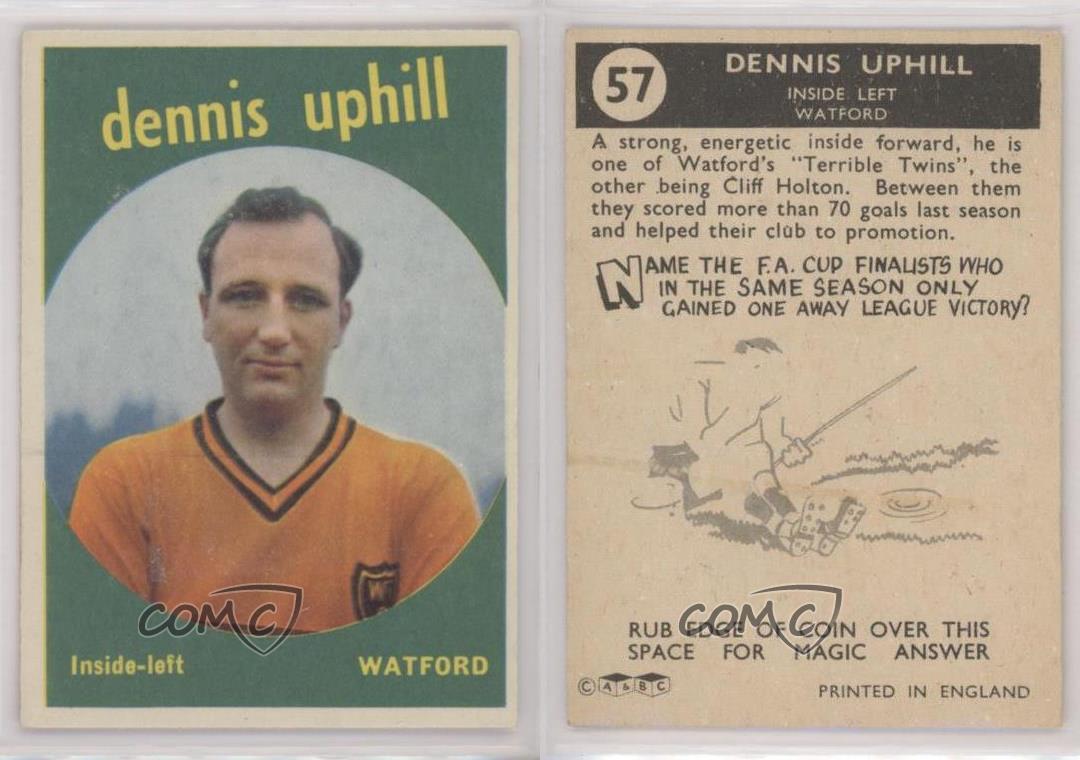 dennis uphill
Inside-left
WATFORD
COMC
57
DENNIS UPHILL
INSIDE LEFT
WATFORD
A strong, energetic inside forward, he is
one of Watford's "Terrible Twins", the
other being Cliff Holton. Between them
they scored more than 70 goals last season
and helped their club to promotion.
NAME THE F.A. CUP FINALISTS WHO
IN THE SAME SEASON ONLY
GAINED ONE AWAY LEAGUE VICTORY?
RUB EDGE OF COIN OVER THIS
SPACE FOR MAGIC ANSWER
COMC
© A & B C
PRINTED IN ENGLAND